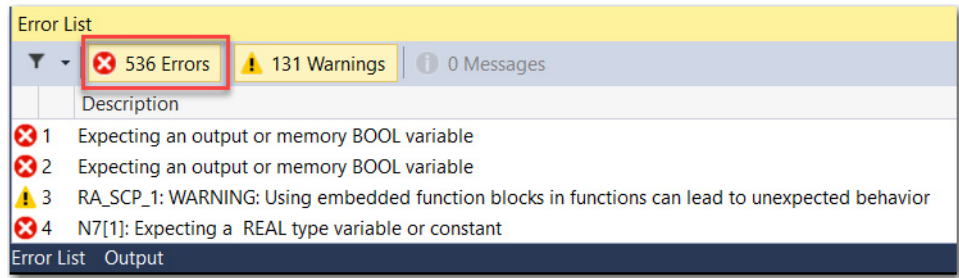 Error List
536 Errors 131 Warnings 0 Messages
Description
1 Expecting an output or memory BOOL variable
2 Expecting an output or memory BOOL variable
3 RA_SCP_1: WARNING: Using embedded function blocks in functions can lead to unexpected behavior
4 N7[1]: Expecting a  REAL type variable or constant
Error List Output